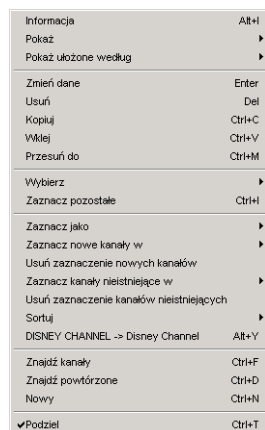 Informacja Alt+I
Pokaż
Pokaż ułożone według
Zmień dane Enter
Usuń Del
Kopiuj Ctrl+C
Wklej Ctrl+V
Przesuń do Ctrl+M
Wybierz
Zaznacz pozostałe Ctrl+I
Zaznacz jako
Zaznacz nowe kanały w
Usuń zaznaczenie nowych kanałów
Zaznacz kanały nieistniejące w
Usuń zaznaczenie kanałów nieistniejących
Sortuj
DISNEY CHANNEL -> Disney Channel Alt+Y
Znajdź kanały Ctrl+F
Znajdź powtórzone Ctrl+D
Nowy Ctrl+N
Podziel Ctrl+T